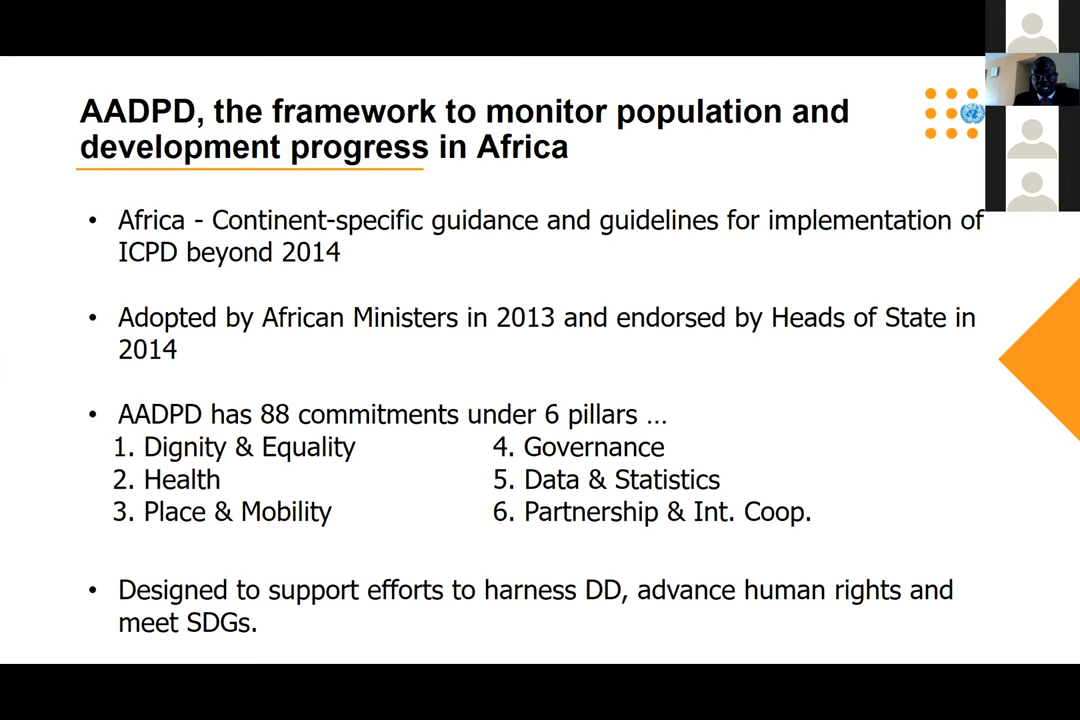 AADPD, the framework to monitor population and
development progress in Africa
• Africa - Continent-specific guidance and guidelines for implementation of
ICPD beyond 2014
• Adopted by African Ministers in 2013 and endorsed by Heads of State in
2014
• AADPD has 88 commitments under 6 pillars …
1. Dignity & Equality 4. Governance
2. Health 5. Data & Statistics
3. Place & Mobility 6. Partnership & Int. Coop.
• Designed to support efforts to harness DD, advance human rights and
meet SDGs.